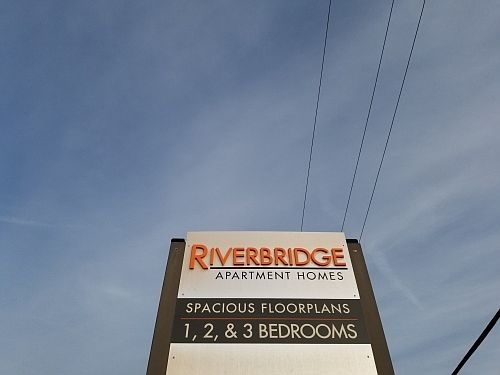 RIVERBRIDGE
APARTMENT HOMES
SPACIOUS FLOORPLANS
1, 2, & 3 BEDROOMS